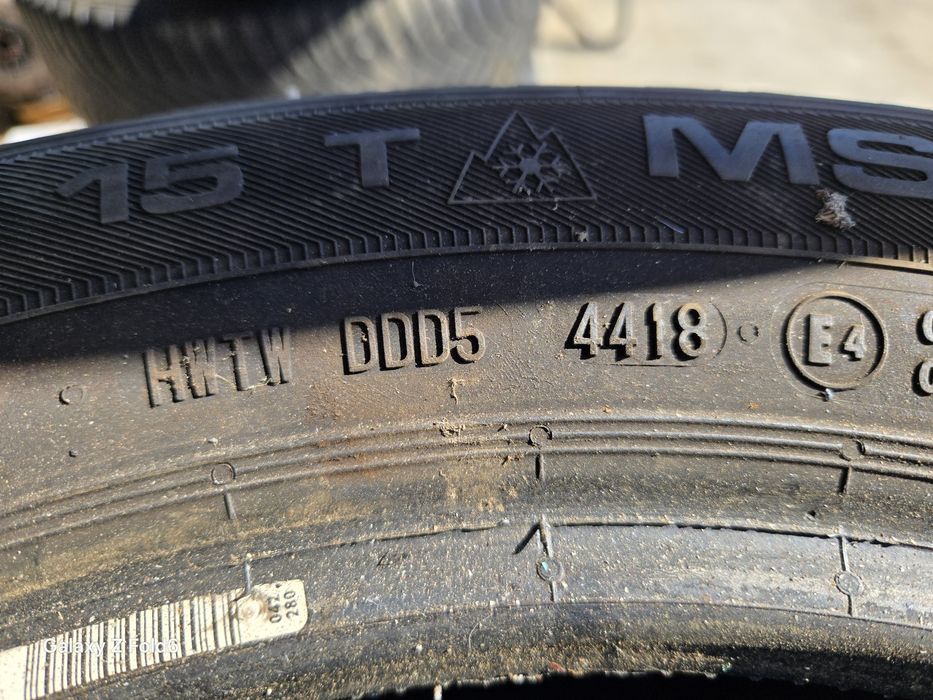 15 T MS
HWTW DDD5 4418 E4
042
280
Galaxy Z Fold6